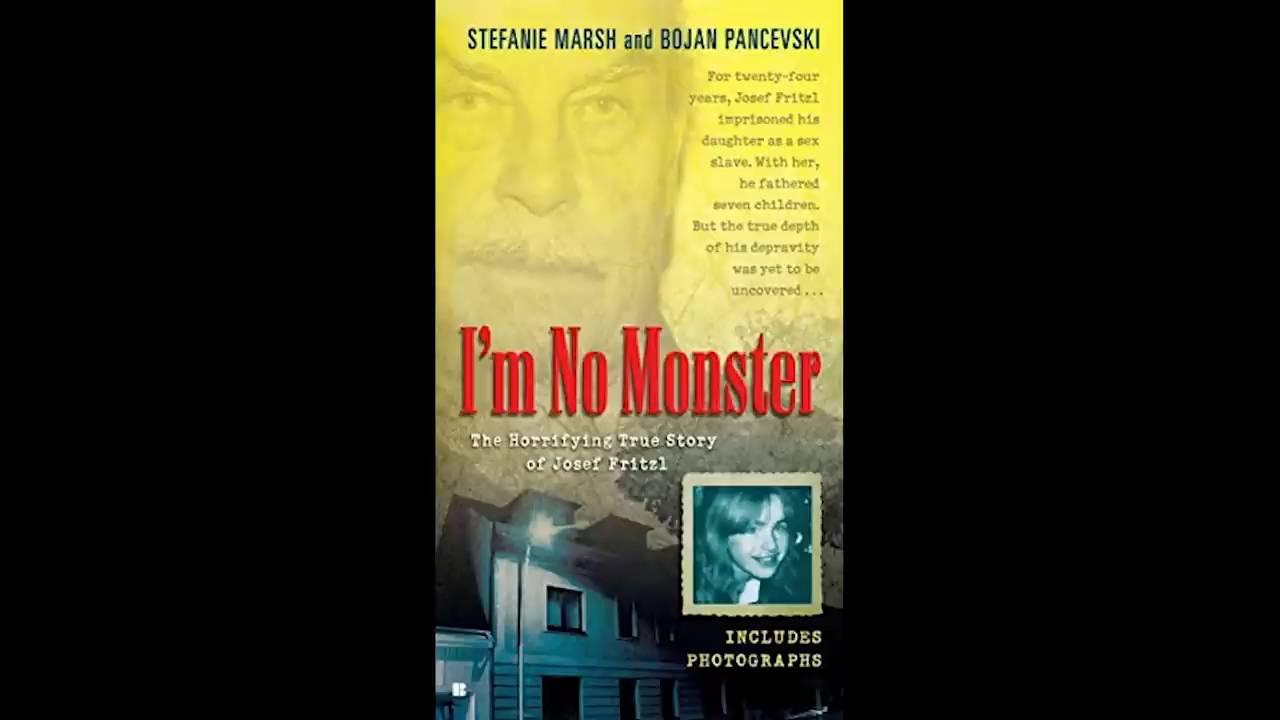 STEFANIE MARSH and BOJAN PANCEVSKI
For twenty-four
years, Josef Fritzl
imprisoned his
daughter as a sex
slave. With her,
he fathered
seven children.
But the true depth
of his depravity
was yet to be
uncovered...
I'm No Monster
The Horrifying True Story
of Josef Fritzl
INCLUDES
PHOTOGRAPHS
B